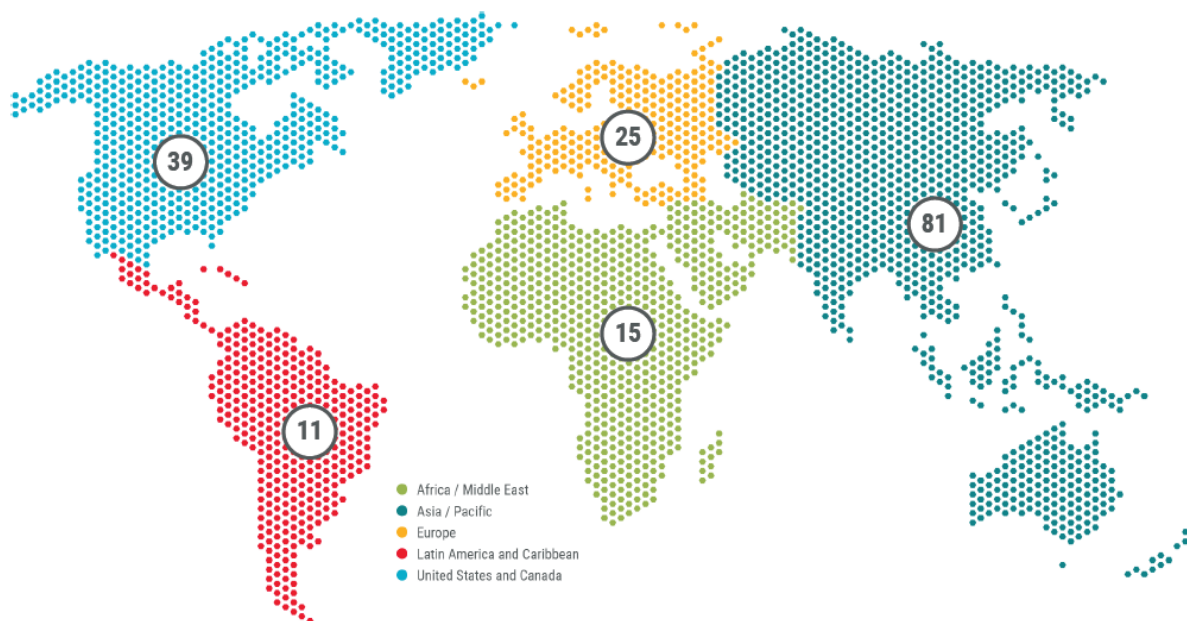 39
25
81
15
11
Africa / Middle East
Asia / Pacific
Europe
Latin America and Caribbean
United States and Canada